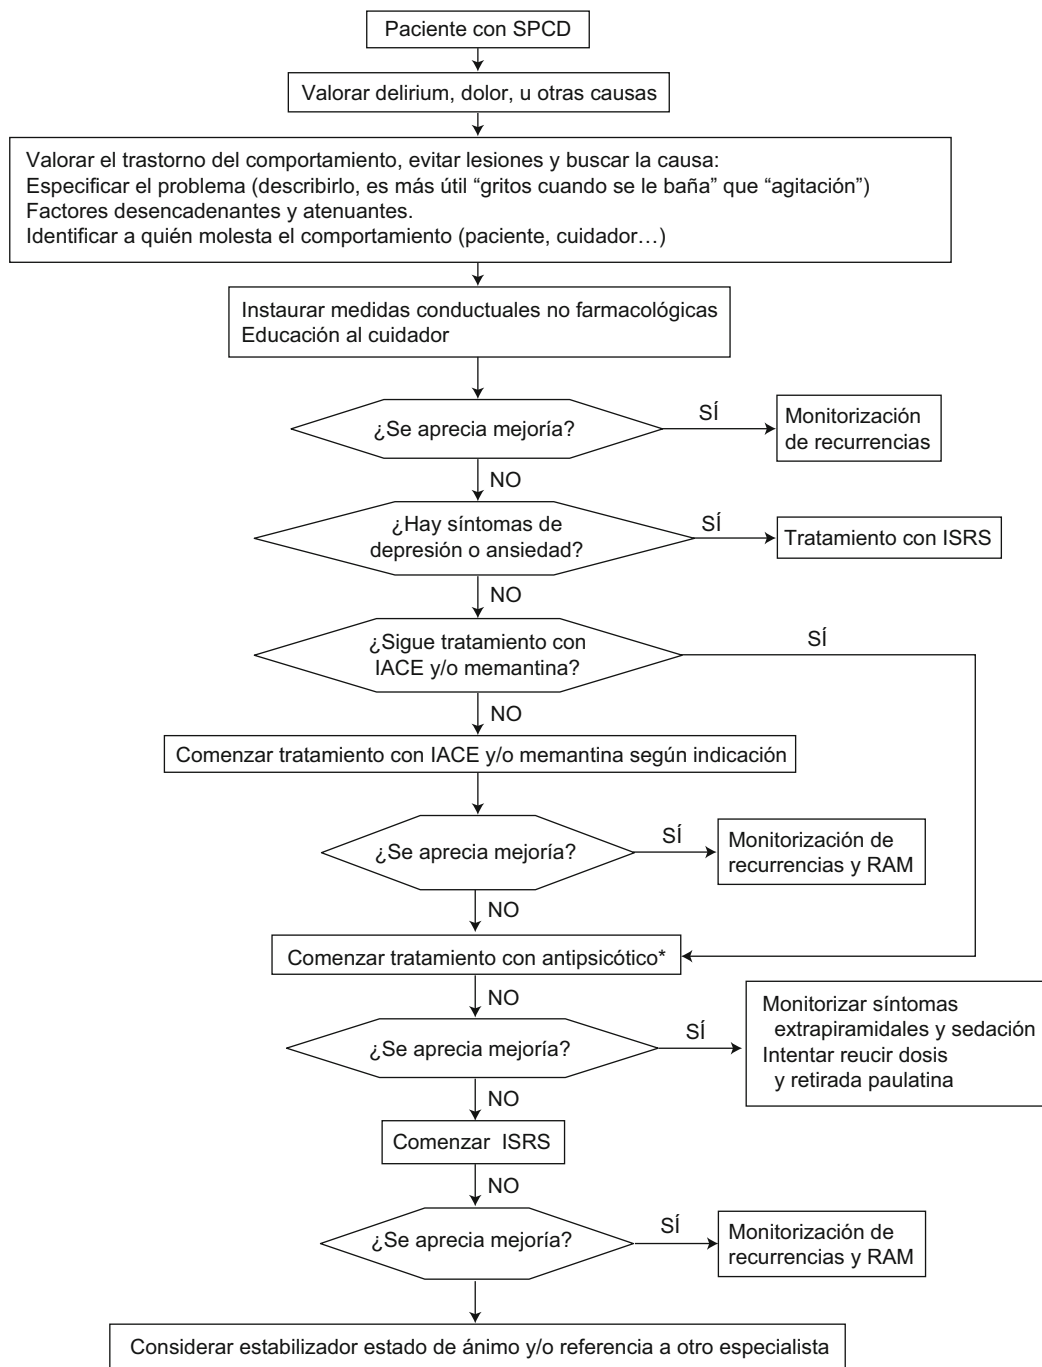 Paciente con SPCD
Valorar delirium, dolor, u otras causas
Valorar el trastorno del comportamiento, evitar lesiones y buscar la causa:
Especificar el problema (describirlo, es más útil “gritos cuando se le baña” que “agitación”)
Factores desencadenantes y atenuantes.
Identificar a quién molesta el comportamiento (paciente, cuidador…)
Instaurar medidas conductuales no farmacológicas
Educación al cuidador
¿Se aprecia mejoría?
SÍ
Monitorización
de recurrencias
NO
¿Hay síntomas de
depresión o ansiedad?
SÍ
Tratamiento con ISRS
NO
¿Sigue tratamiento con
IACE y/o memantina?
SÍ
NO
Comenzar tratamiento con IACE y/o memantina según indicación
¿Se aprecia mejoría?
SÍ
Monitorización de
recurrencias y RAM
NO
Comenzar tratamiento con antipsicótico*
NO
¿Se aprecia mejoría?
SÍ
Monitorizar síntomas
extrapiramidales y sedación
Intentar reucir dosis
y retirada paulatina
NO
Comenzar ISRS
NO
¿Se aprecia mejoría?
SÍ
Monitorización de
recurrencias y RAM
Considerar estabilizador estado de ánimo y/o referencia a otro especialista